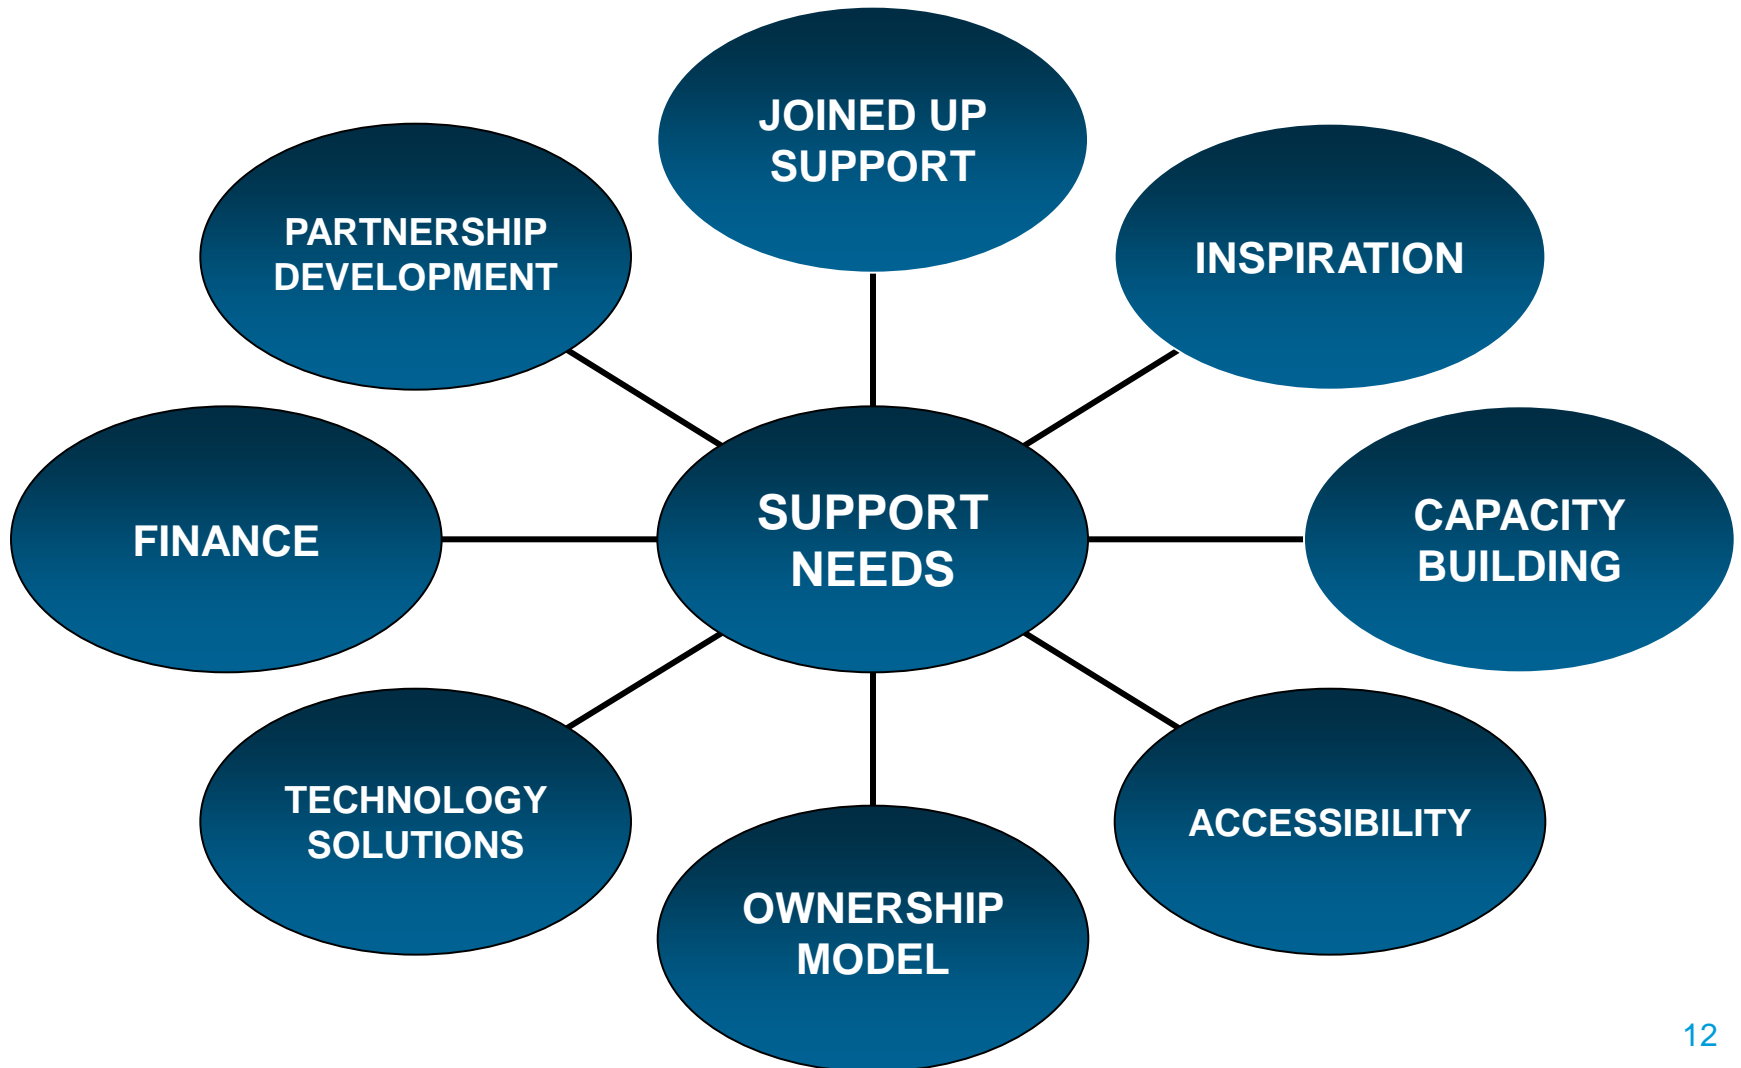 JOINED UP
SUPPORT
PARTNERSHIP
DEVELOPMENT
INSPIRATION
FINANCE
SUPPORT
NEEDS
CAPACITY
BUILDING
TECHNOLOGY
SOLUTIONS
ACCESSIBILITY
OWNERSHIP
MODEL
12